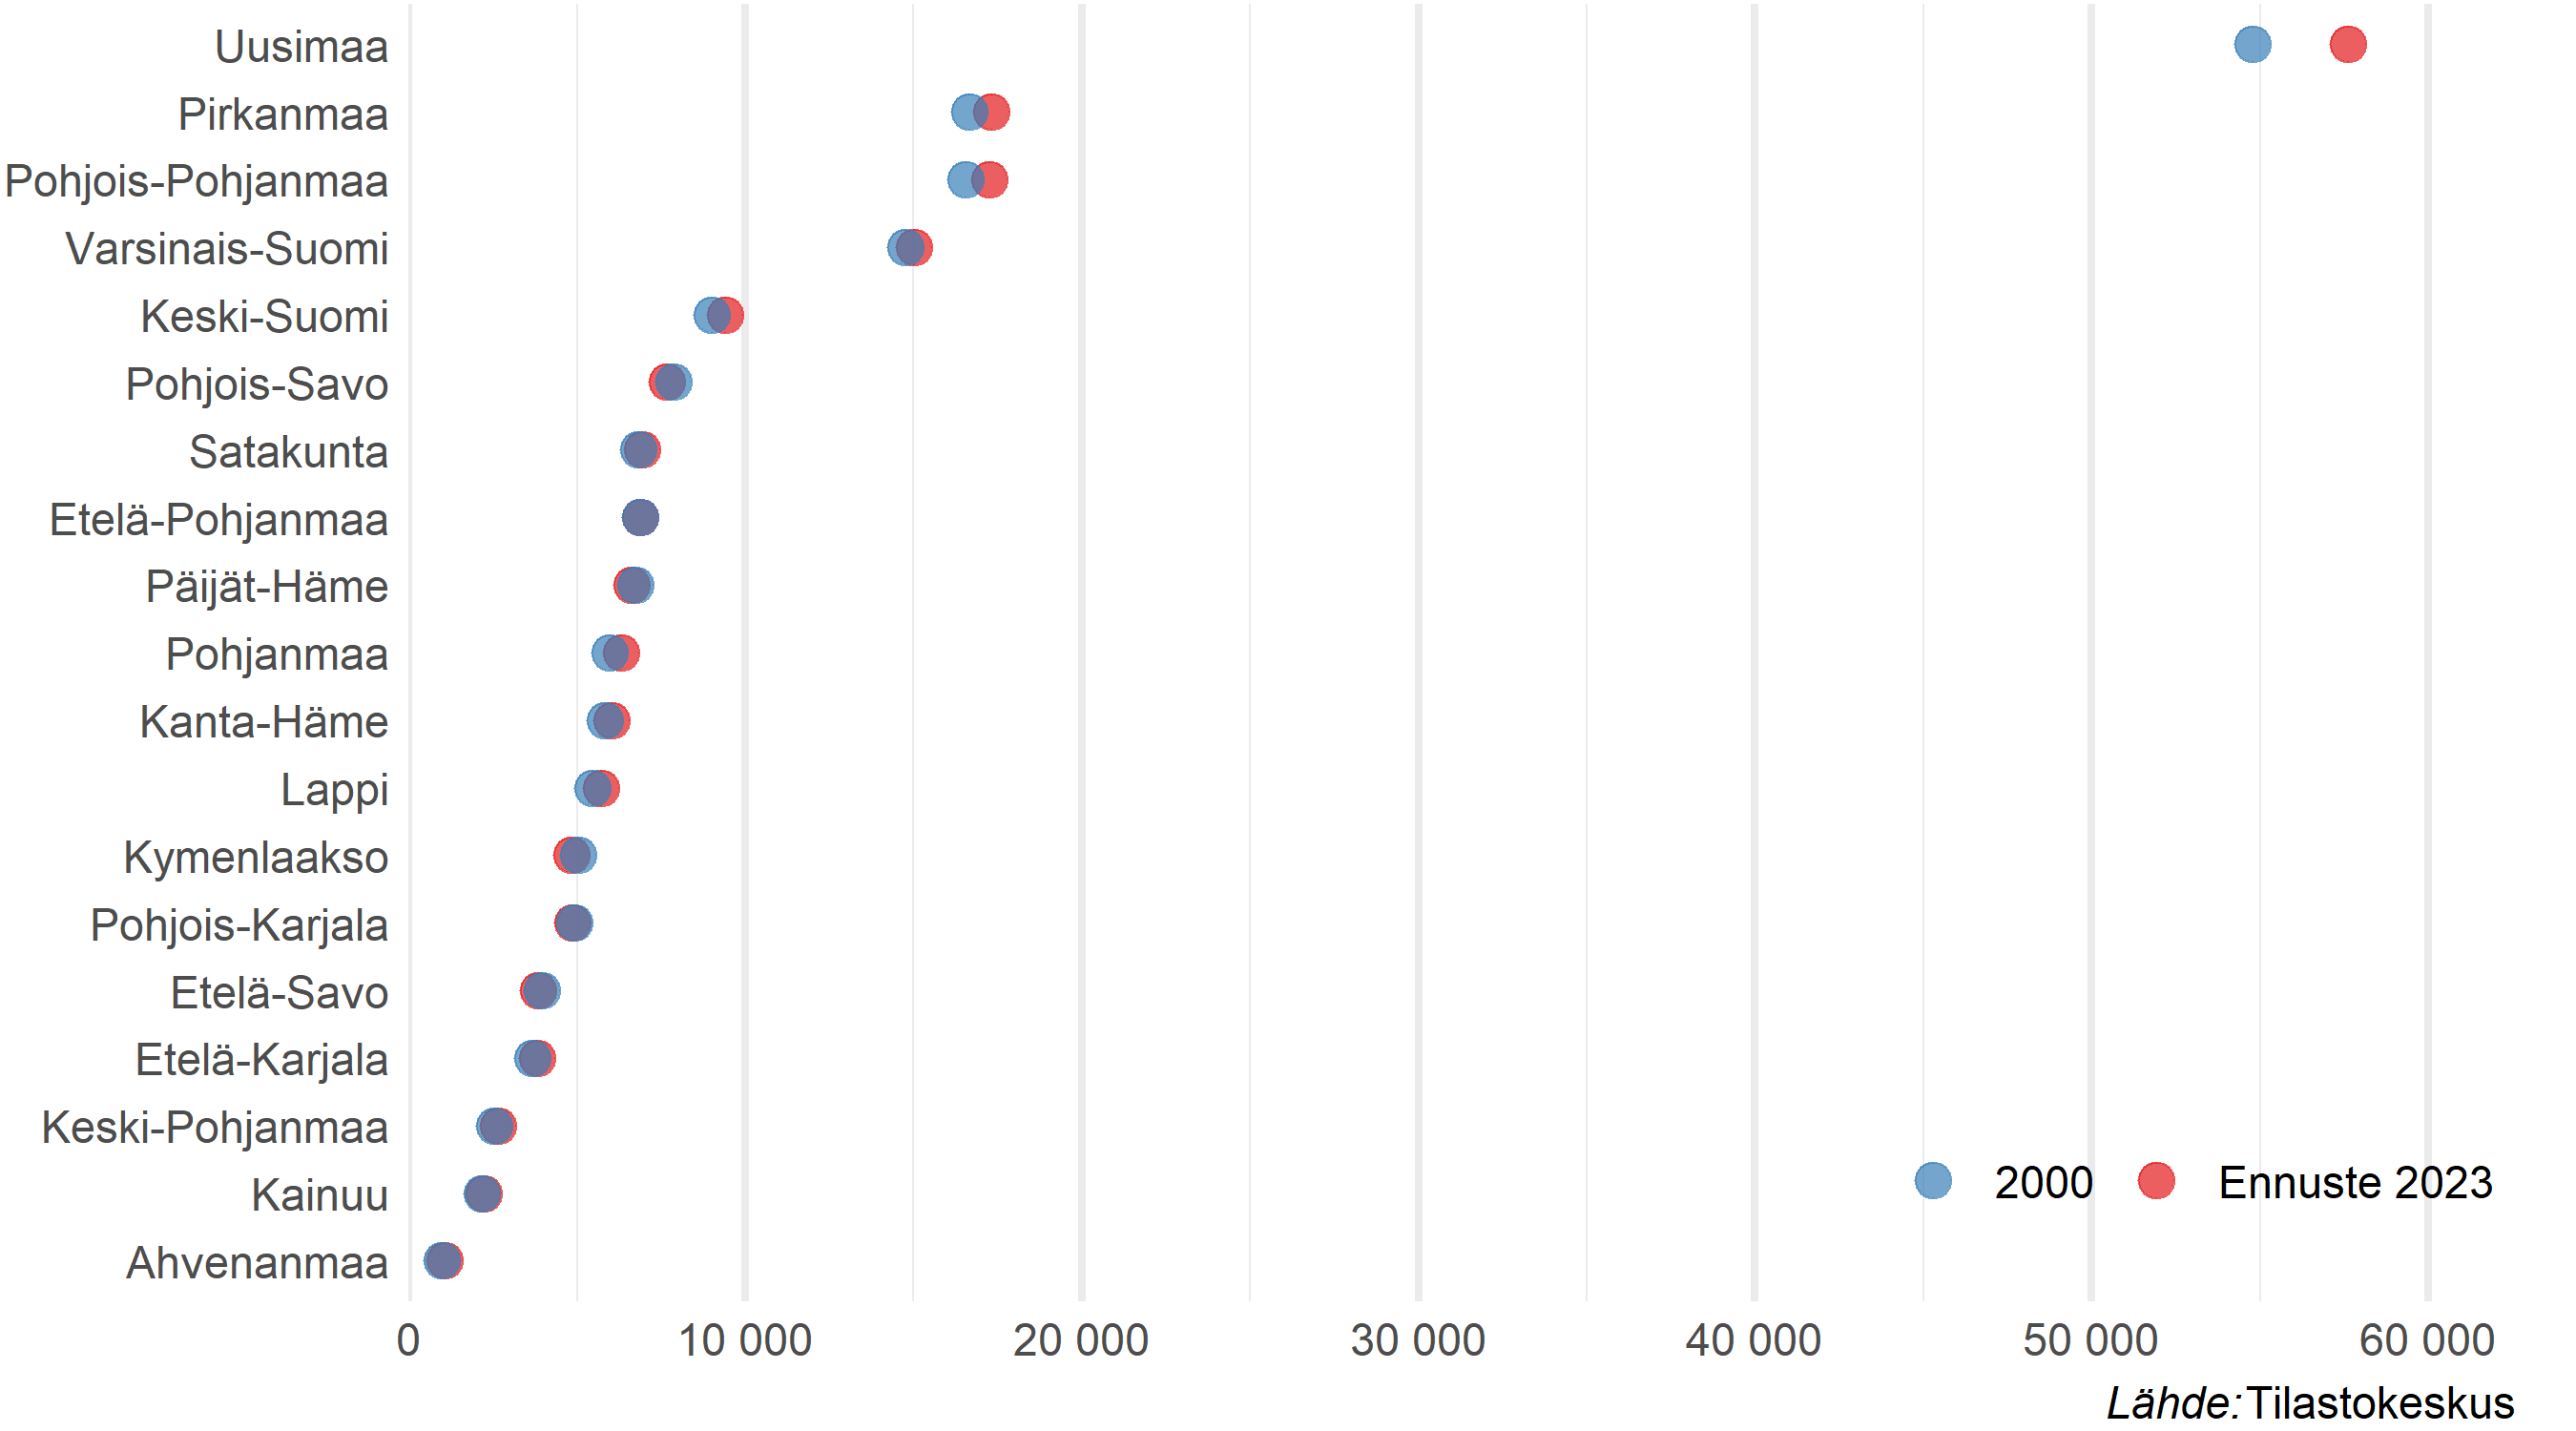 Uusimaa
Pirkanmaa
Pohjois-Pohjanmaa
Varsinais-Suomi
Keski-Suomi
Pohjois-Savo
Satakunta
Etelä-Pohjanmaa
Päijät-Häme
Pohjanmaa
Kanta-Häme
Lappi
Kymenlaakso
Pohjois-Karjala
Etelä-Savo
Etelä-Karjala
Keski-Pohjanmaa
Kainuu
Ahvenanmaa
2000 Ennuste 2023
0 10 000 20 000 30 000 40 000 50 000 60 000
Lähde: Tilastokeskus